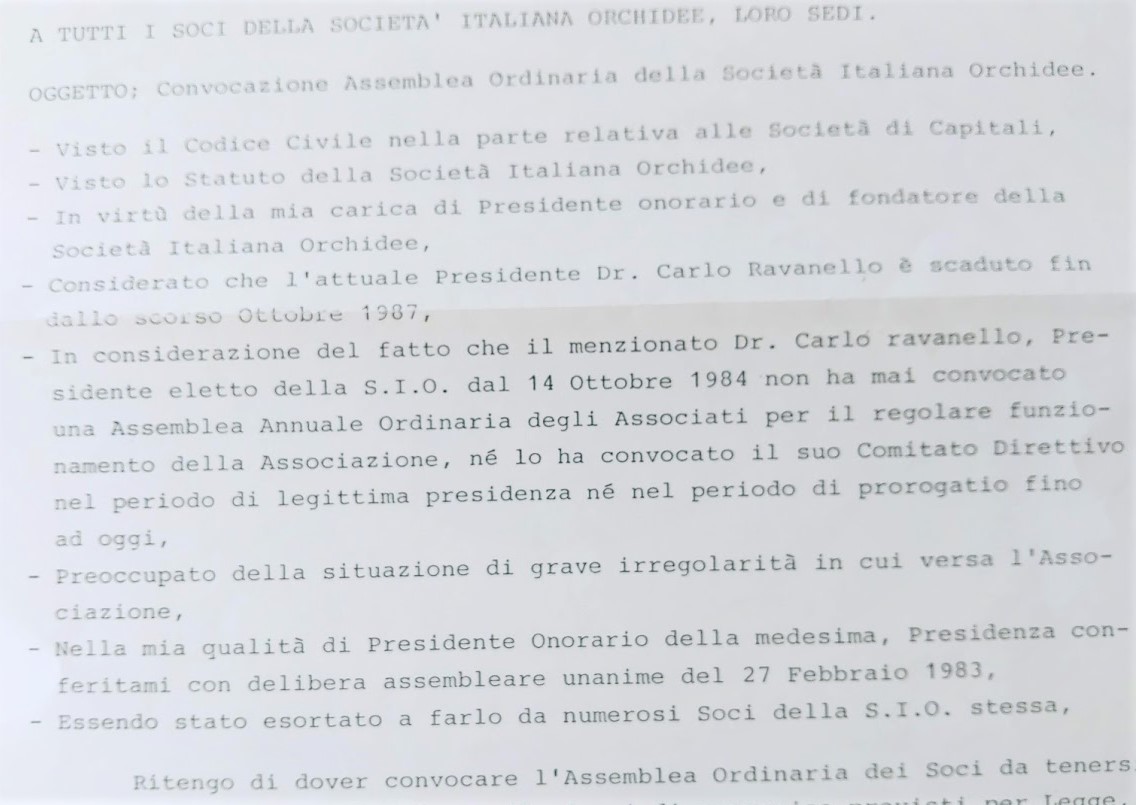 A TUTTI I SOCI DELLA SOCIETA' ITALIANA ORCHIDEE, LORO SEDI.
OGGETTO; Convocazione Assemblea Ordinaria della Società Italiana Orchidee.
- Visto il Codice Civile nella parte relativa alle Società di Capitali,
- Visto lo Statuto della Società Italiana Orchidee,
- In virtù della mia carica di Presidente onorario e di fondatore della
Società Italiana Orchidee,
- Considerato che l'attuale Presidente Dr. Carlo Ravanello è scaduto fin
dallo scorso Ottobre 1987,
- In considerazione del fatto che il menzionato Dr. Carlo ravanello, Pre-
sidente eletto della S.I.O. dal 14 Ottobre 1984 non ha mai convocato
una Assemblea Annuale Ordinaria degli Associati per il regolare funzio-
namento della Associazione, né lo ha convocato il suo Comitato Direttivo
nel periodo di legittima presidenza né nel periodo di prorogatio fino
ad oggi,
- Preoccupato della situazione di grave irregolarità in cui versa l'Asso-
ciazione,
- Nella mia qualità di Presidente Onorario della medesima, Presidenza con-
feritami con delibera assembleare unanime del 27 Febbraio 1983,
- Essendo stato esortato a farlo da numerosi Soci della S.I.O. stessa,
Ritengo di dover convocare l'Assemblea Ordinaria dei Soci da teners
previsti per Legge,